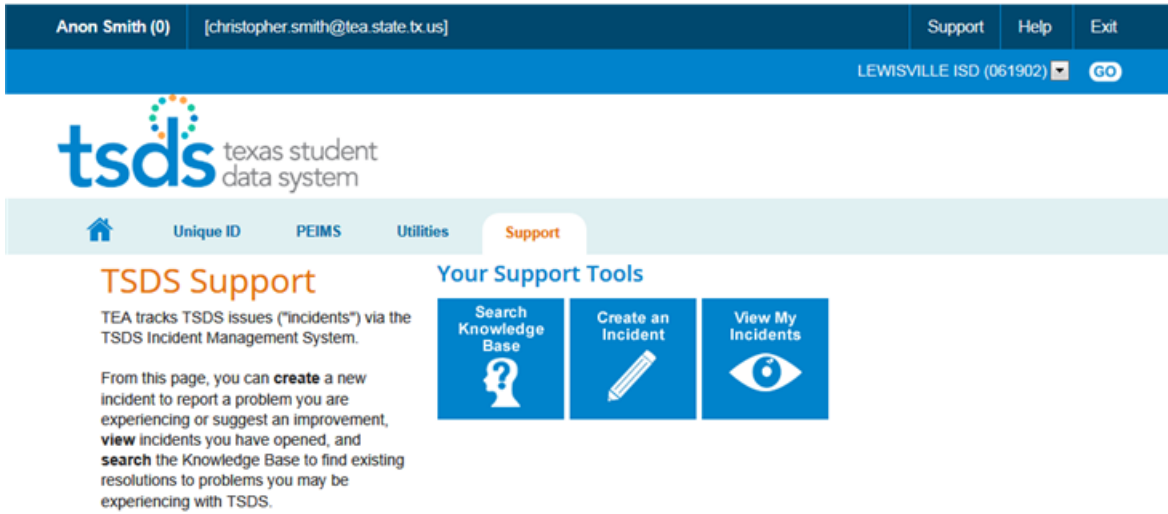 Anon Smith (0) [christopher.smith@tea.state.tx.us] Support Help Exit
LEWISVILLE ISD (061902) GO
tsds texas student
data system
Unique ID PEIMS Utilities Support
TSDS Support
TEA tracks TSDS issues ("incidents") via the
TSDS Incident Management System.
From this page, you can create a new
incident to report a problem you are
experiencing or suggest an improvement,
view incidents you have opened, and
search the Knowledge Base to find existing
resolutions to problems you may be
experiencing with TSDS.
Your Support Tools
Search
Knowledge
Base
?
Create an
Incident
View My
Incidents